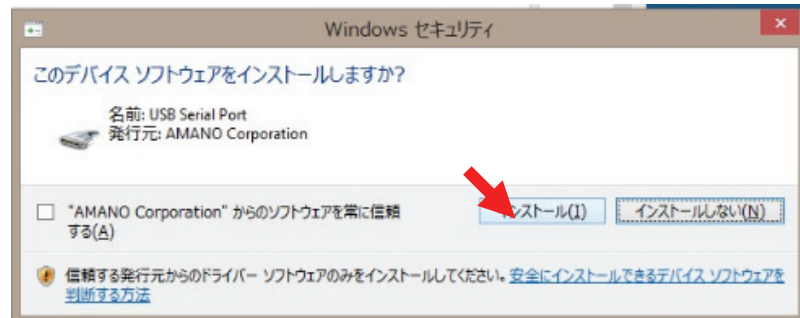 Windows セキュリティ
このデバイス ソフトウェアをインストールしますか?
名前: USB Serial Port
発行元: AMANO Corporation
"AMANO Corporation" からのソフトウェアを常に信頼
する(A)
ンストール(I)
インストールしない(N)
信頼する発行元からのドライバー ソフトウェアのみをインストールしてください。安全にインストールできるデバイス ソフトウェアを
判断する方法